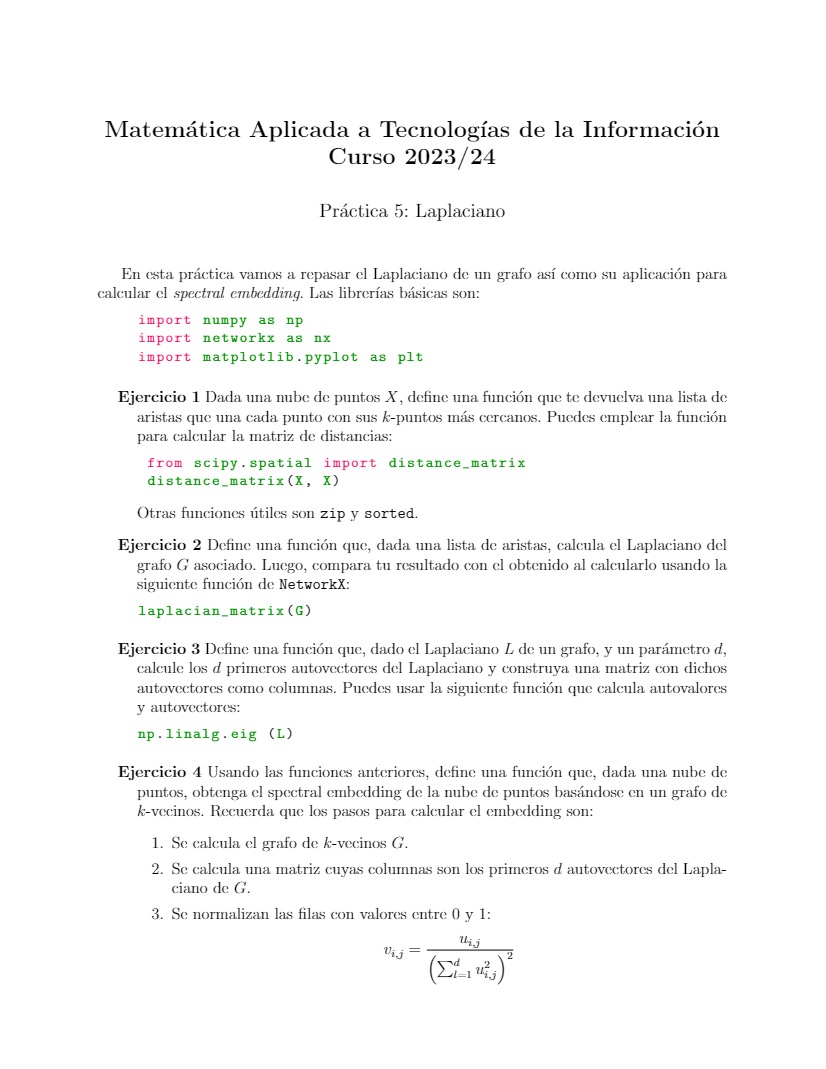 Matemática Aplicada a Tecnologías de la Información
Curso 2023/24
Práctica 5: Laplaciano
En esta práctica vamos a repasar el Laplaciano de un grafo así como su aplicación para
calcular el spectral embedding. Las librerías básicas son:
import numpy as np
import networkx as nx
import matplotlib.pyplot as plt
Ejercicio 1 Dada una nube de puntos X, define una función que te devuelva una lista de
aristas que una cada punto con sus k-puntos más cercanos. Puedes emplear la función
para calcular la matriz de distancias:
from scipy.spatial import distance_matrix
distance_matrix(X, X)
Otras funciones útiles son zip y sorted.
Ejercicio 2 Define una función que, dada una lista de aristas, calcula el Laplaciano del
grafo G asociado. Luego, compara tu resultado con el obtenido al calcularlo usando la
siguiente función de NetworkX:
laplacian_matrix(G)
Ejercicio 3 Define una función que, dado el Laplaciano L de un grafo, y un parámetro d,
calcule los d primeros autovectores del Laplaciano y construya una matriz con dichos
autovectores como columnas. Puedes usar la siguiente función que calcula autovalores
y autovectores:
np.linalg.eig (L)
Ejercicio 4 Usando las funciones anteriores, define una función que, dada una nube de
puntos, obtenga el spectral embedding de la nube de puntos basándose en un grafo de
k-vecinos. Recuerda que los pasos para calcular el embedding son:
1. Se calcula el grafo de k-vecinos G.
2. Se calcula una matriz cuyas columnas son los primeros d autovectores del Lapla-
ciano de G.
3. Se normalizan las filas con valores entre 0 y 1:
v_{i,j} = \frac{u_{i,j}}{\left(\sum_{l=1}^{d} u_{i,j}^2\right)^2}